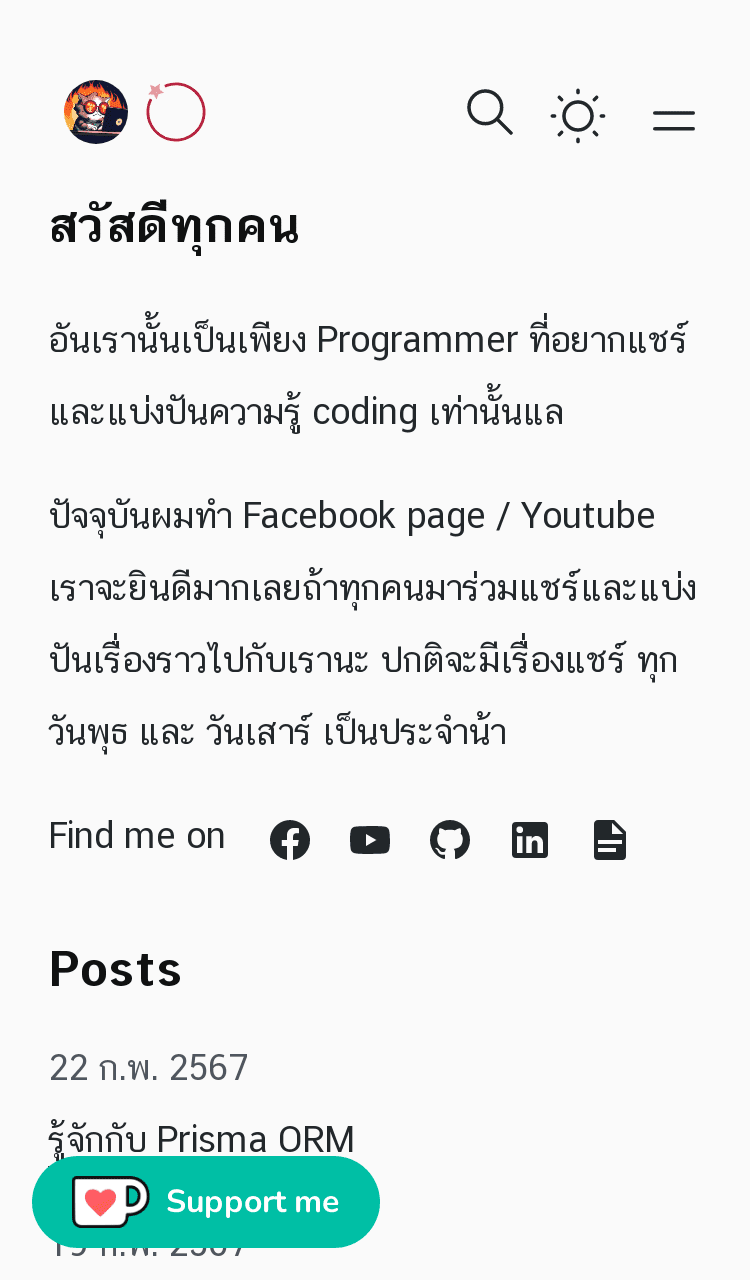 สวัสดีทุกคน
อันเรานั้นเป็นเพียง Programmer ที่อยากแชร์
และแบ่งปันความรู้ coding เท่านั้นแล
ปัจจุบันผมทำ Facebook page / Youtube
เราจะยินดีมากเลยถ้าทุกคนมาร่วมแชร์และแบ่ง
ปันเรื่องราวไปกับเรานะ ปกติจะมีเรื่องแชร์ ทุก
วันพุธ และ วันเสาร์ เป็นประจำน้า
Find me on
Posts
22 ก.พ. 2567
รู้จักกับ Prisma ORM
Support me